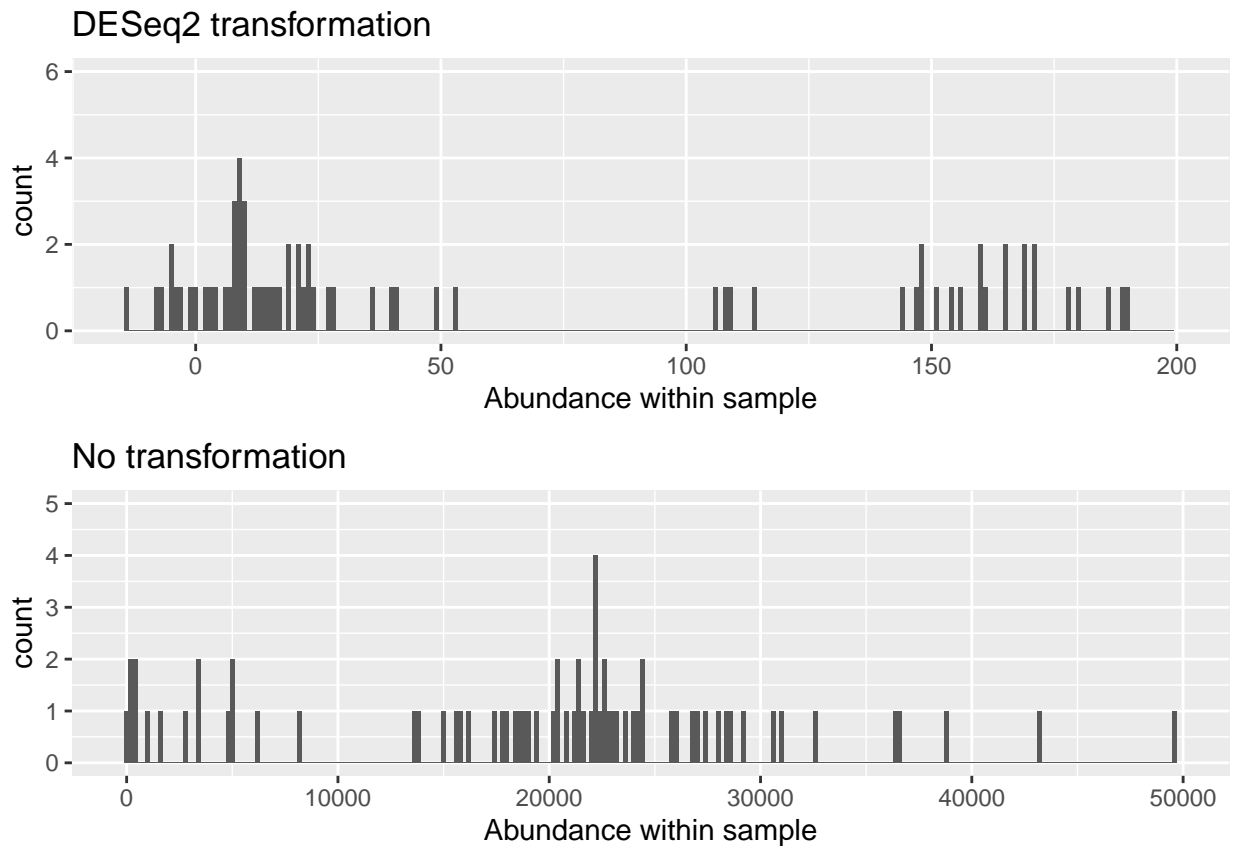 DESeq2 transformation
6
4
2
0
count
0 50 100 150 200
Abundance within sample
No transformation
5
4
3
2
1
0
count
0 10000 20000 30000 40000 50000
Abundance within sample